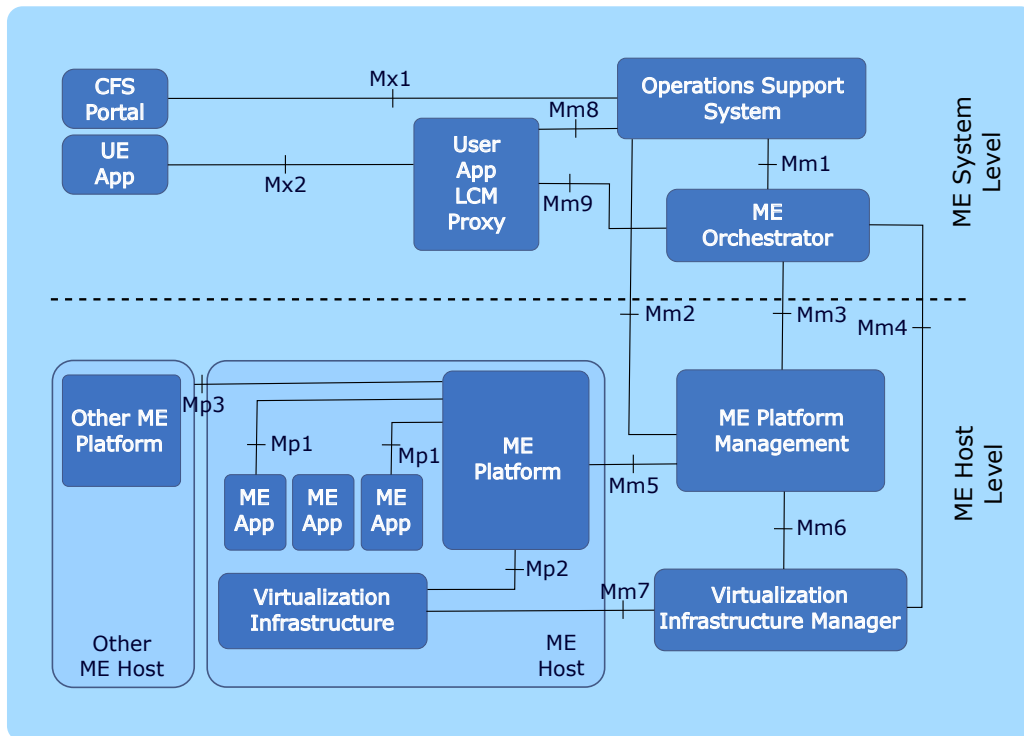 CFS
Portal
Mx1
Operations Support
System
Mm8
UE
App
Mx2
User
App
LCM
Proxy
Mm9
Mm1
ME
Orchestrator
ME System
Level
Mm2
Mm3
Mm4
Other ME
Platform
Mp3
Mp1
Mp1
ME
Platform
ME
App
ME
App
ME
App
Mm5
ME Platform
Management
ME Host
Level
Mm6
Mp2
Virtualization
Infrastructure
Mm7
Virtualization
Infrastructure Manager
Other
ME Host
ME
Host